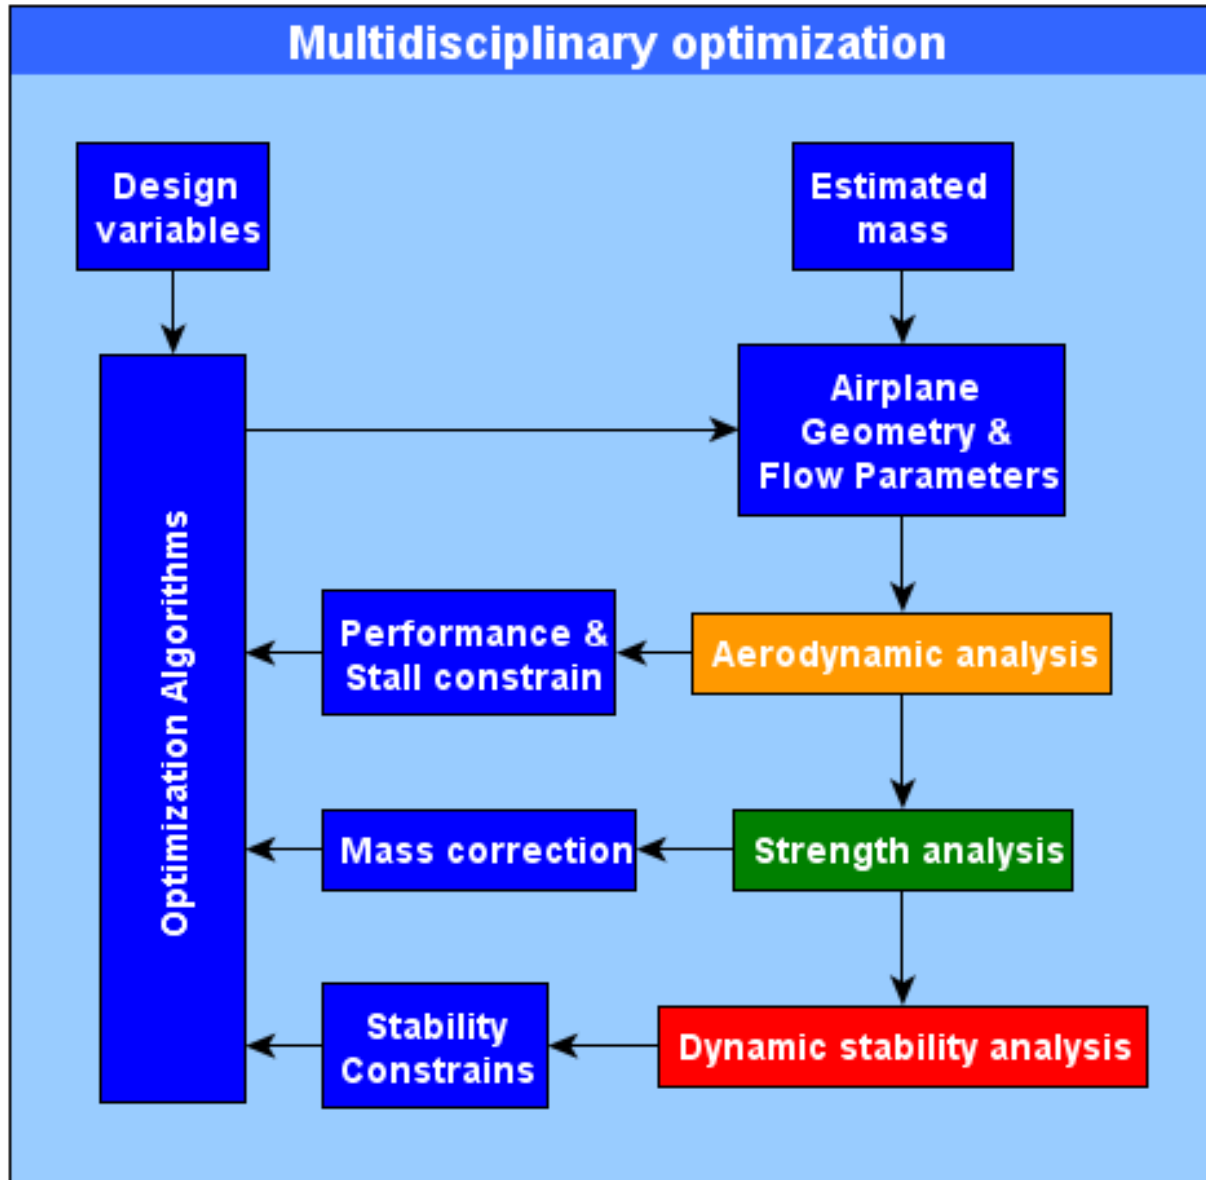 Multidisciplinary optimization
Design
variables
Estimated
mass
Airplane
Geometry &
Flow Parameters
Optimization Algorithms
Performance &
Stall constrain
Aerodynamic analysis
Mass correction
Strength analysis
Stability
Constrains
Dynamic stability analysis